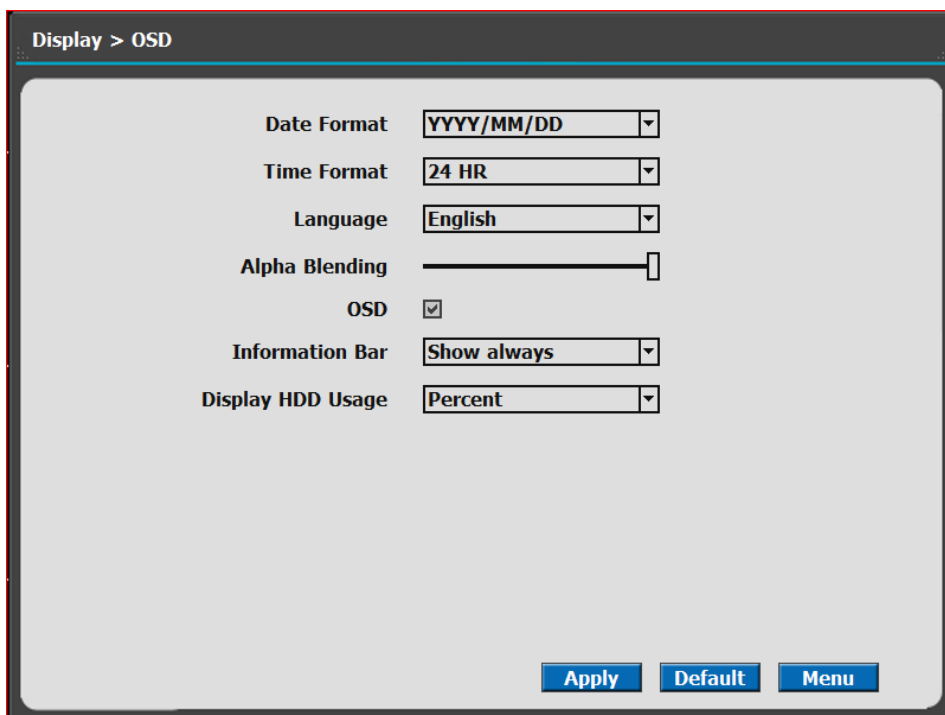 Display > OSD
Date Format YYYY/MM/DD
Time Format 24 HR
Language English
Alpha Blending
OSD
Information Bar Show always
Display HDD Usage Percent
Apply Default Menu